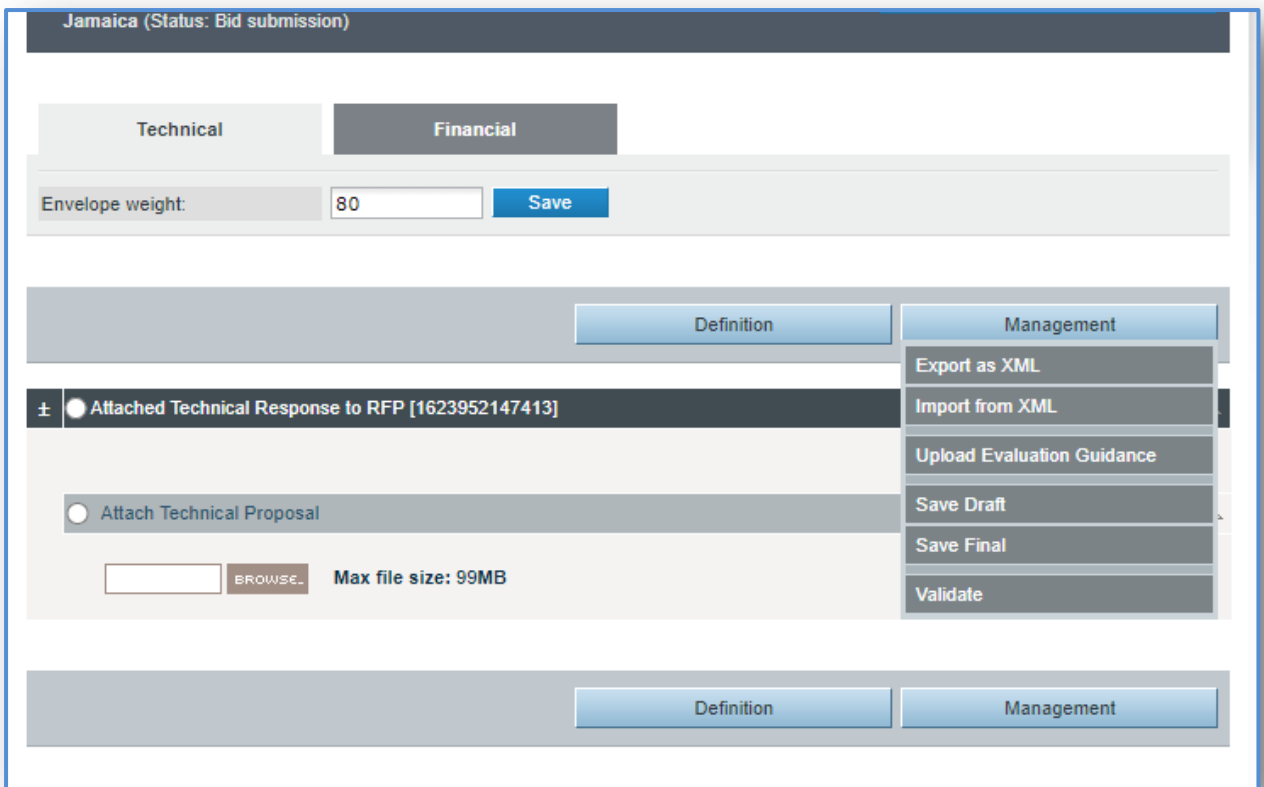 Jamaica (Status: Bid submission)
Technical
Financial
Envelope weight:
80
Save
Definition
Management
Export as XML
± Attached Technical Response to RFP [1623952147413]
Import from XML
Upload Evaluation Guidance
Attach Technical Proposal
Save Draft
Save Final
BROWSE..
Max file size: 99MB
Validate
Definition
Management